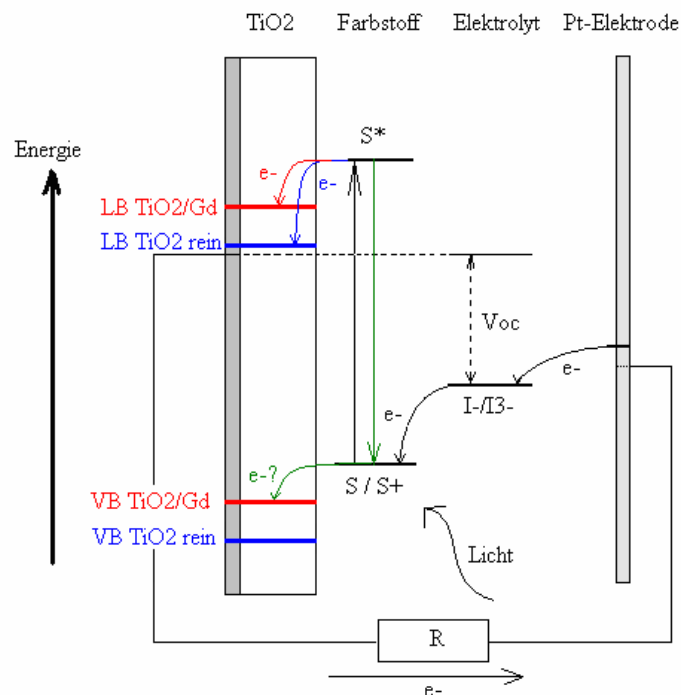 TiO2 Farbstoff Elektrolyt Pt-Elektrode
S*
Energie
e-
e-
LB TiO2/Gd
LB TiO2 rein
Voc
e-
I-/I3-
e-
e-?
S / S+
VB TiO2/Gd
VB TiO2 rein
Licht
R
e-